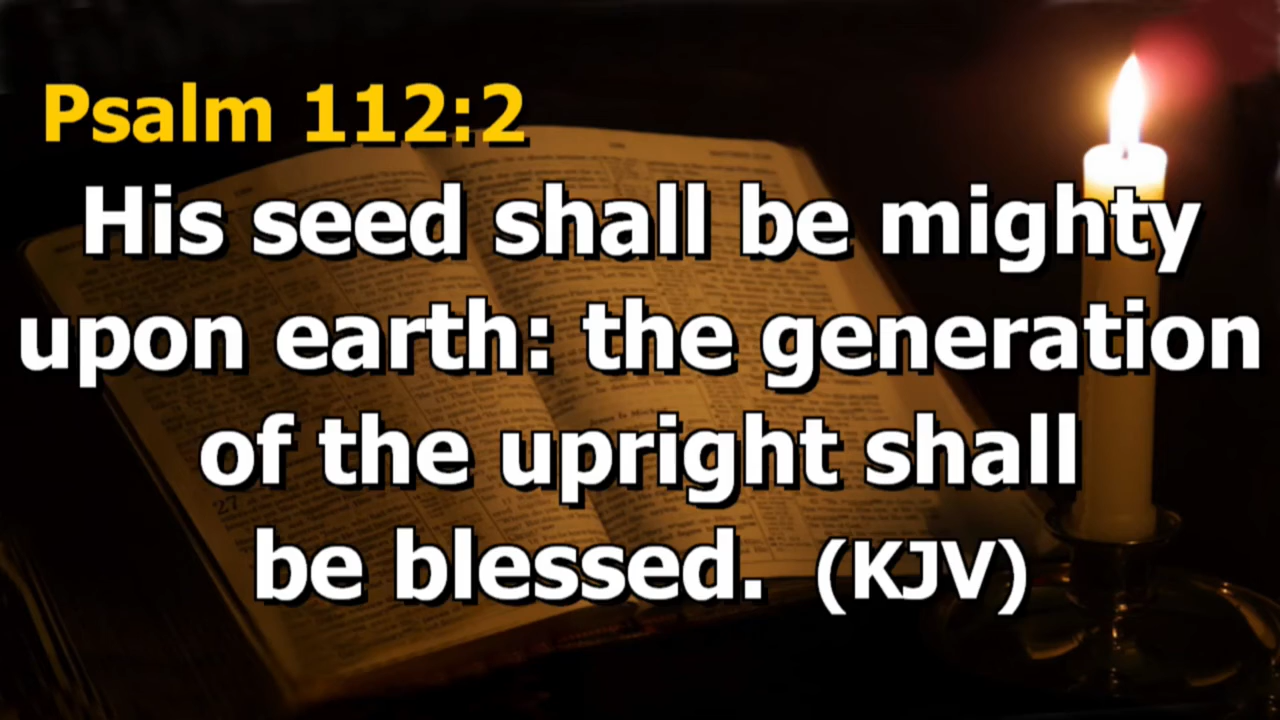 Psalm 112:2
His seed shall be mighty
upon earth: the generation
of the upright shall
be blessed. (KJV)